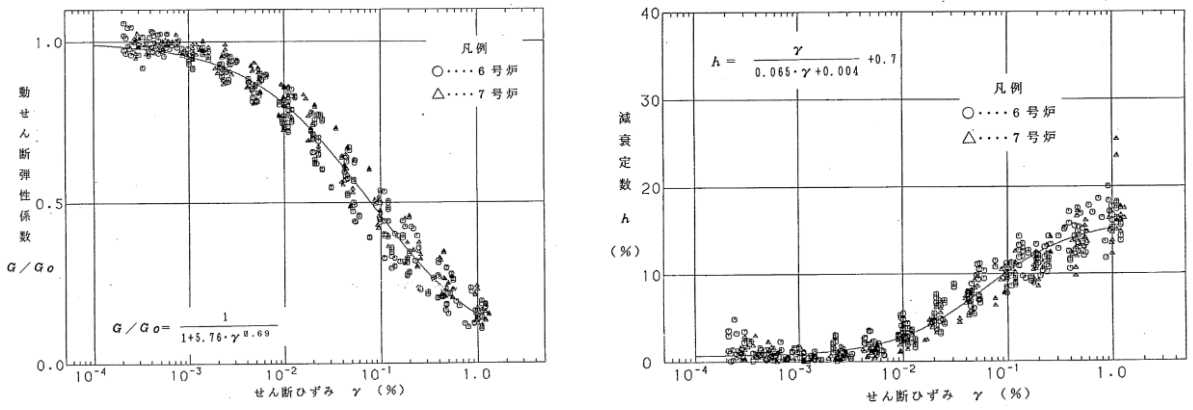 1.0
0.5
0.0
動せん断弾性係数
G/Go
凡例
○‥‥6号炉
△‥‥7号炉
G/Go= 1 / 1+5.76·γ^0.69
10^-4 10^-3 10^-2 10^-1 1.0
せん断ひずみ γ (%)
40
30
20
10
0
減衰定数
h
(%)
h = γ / 0.065·γ+0.004 +0.7
凡例
○‥‥6号炉
△‥‥7号炉
10^-4 10^-3 10^-2 10^-1 1.0
せん断ひずみ γ (%)